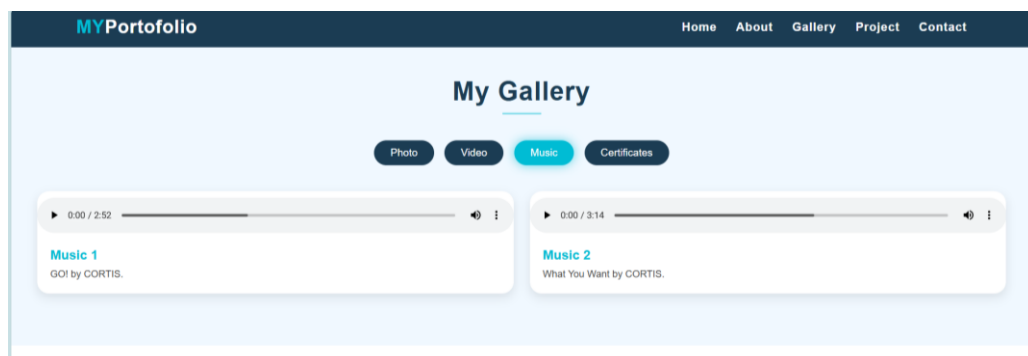 MYPortofolio Home About Gallery Project Contact
My Gallery
Photo Video Music Certificates
0:00 / 2:52
0:00 / 3:14
Music 1
GO! by CORTIS.
Music 2
What You Want by CORTIS.